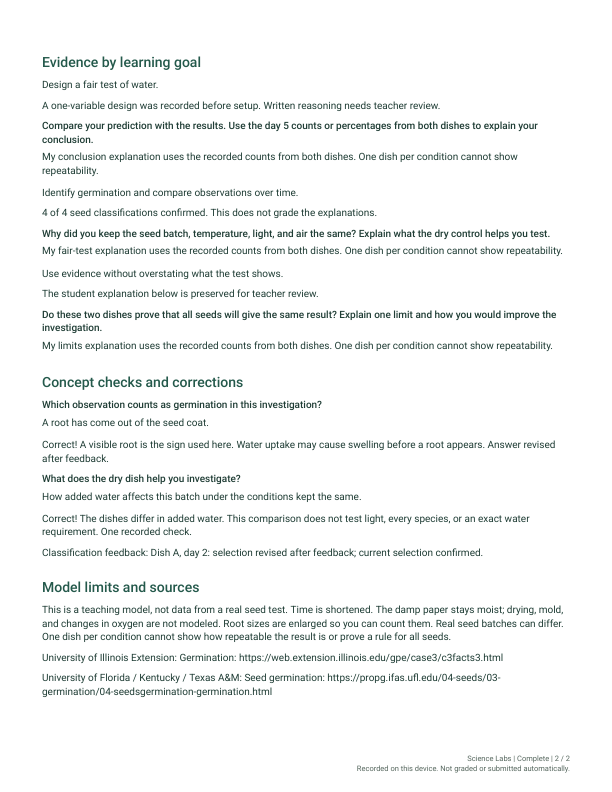 Evidence by learning goal
Design a fair test of water.
A one-variable design was recorded before setup. Written reasoning needs teacher review.
Compare your prediction with the results. Use the day 5 counts or percentages from both dishes to explain your
conclusion.
My conclusion explanation uses the recorded counts from both dishes. One dish per condition cannot show
repeatability.
Identify germination and compare observations over time.
4 of 4 seed classifications confirmed. This does not grade the explanations.
Why did you keep the seed batch, temperature, light, and air the same? Explain what the dry control helps you test.
My fair-test explanation uses the recorded counts from both dishes. One dish per condition cannot show repeatability.
Use evidence without overstating what the test shows.
The student explanation below is preserved for teacher review.
Do these two dishes prove that all seeds will give the same result? Explain one limit and how you would improve the
investigation.
My limits explanation uses the recorded counts from both dishes. One dish per condition cannot show repeatability.
Concept checks and corrections
Which observation counts as germination in this investigation?
A root has come out of the seed coat.
Correct! A visible root is the sign used here. Water uptake may cause swelling before a root appears. Answer revised
after feedback.
What does the dry dish help you investigate?
How added water affects this batch under the conditions kept the same.
Correct! The dishes differ in added water. This comparison does not test light, every species, or an exact water
requirement. One recorded check.
Classification feedback: Dish A, day 2: selection revised after feedback; current selection confirmed.
Model limits and sources
This is a teaching model, not data from a real seed test. Time is shortened. The damp paper stays moist; drying, mold,
and changes in oxygen are not modeled. Root sizes are enlarged so you can count them. Real seed batches can differ.
One dish per condition cannot show how repeatable the result is or prove a rule for all seeds.
University of Illinois Extension: Germination: https://web.extension.illinois.edu/gpe/case3/c3facts3.html
University of Florida / Kentucky / Texas A&M: Seed germination: https://propg.ifas.ufl.edu/04-seeds/03-
germination/04-seedsgermination-germination.html
Science Labs | Complete | 2 / 2
Recorded on this device. Not graded or submitted automatically.